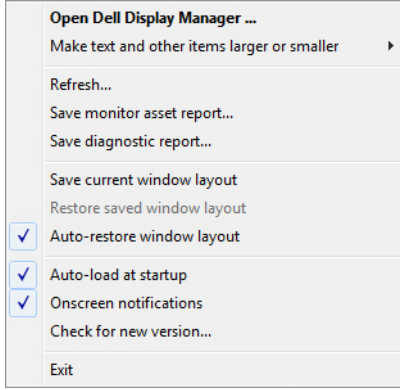 Open Dell Display Manager ...
Make text and other items larger or smaller
Refresh...
Save monitor asset report...
Save diagnostic report...
Save current window layout
Restore saved window layout
Auto-restore window layout
Auto-load at startup
Onscreen notifications
Check for new version...
Exit